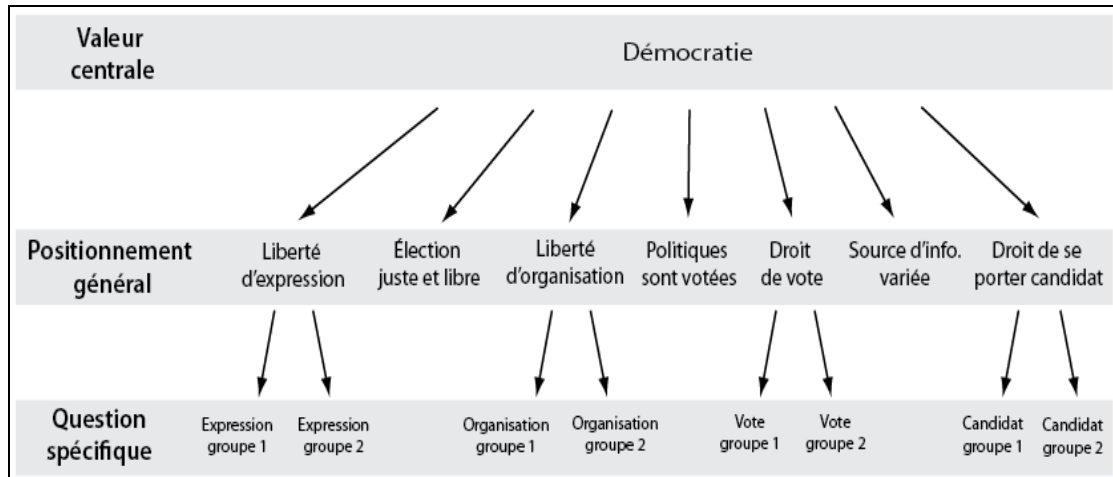 Valeur
centrale
Démocratie
Positionnement
général
Liberté
d'expression
Élection
juste et libre
Liberté
d'organisation
Politiques
sont votées
Droit
de vote
Source d'info.
variée
Droit de se
porter candidat
Question
spécifique
Expression
groupe 1
Expression
groupe 2
Organisation
groupe 1
Organisation
groupe 2
Vote
groupe 1
Vote
groupe 2
Candidat
groupe 1
Candidat
groupe 2